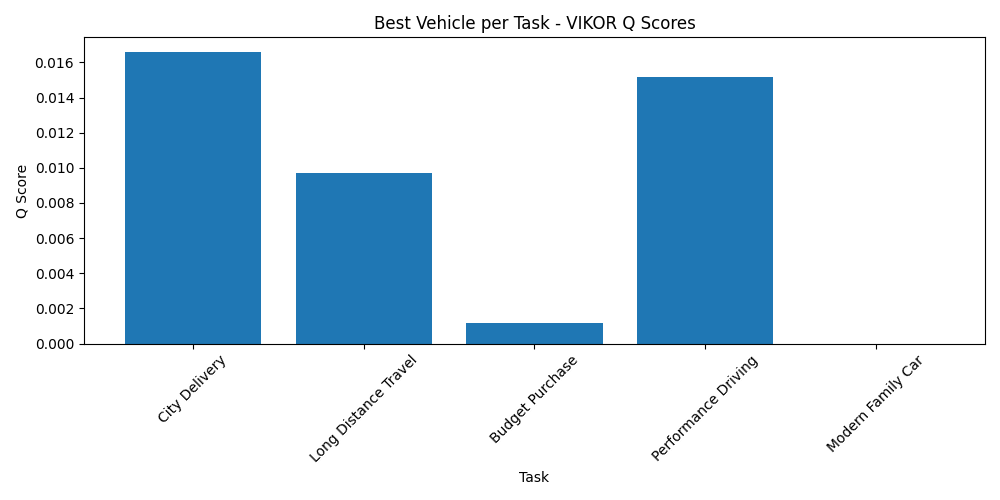 Best Vehicle per Task - VIKOR Q Scores
Q Score
0.016
0.014
0.012
0.010
0.008
0.006
0.004
0.002
0.000
City Delivery
Long Distance Travel
Budget Purchase
Performance Driving
Modern Family Car
Task